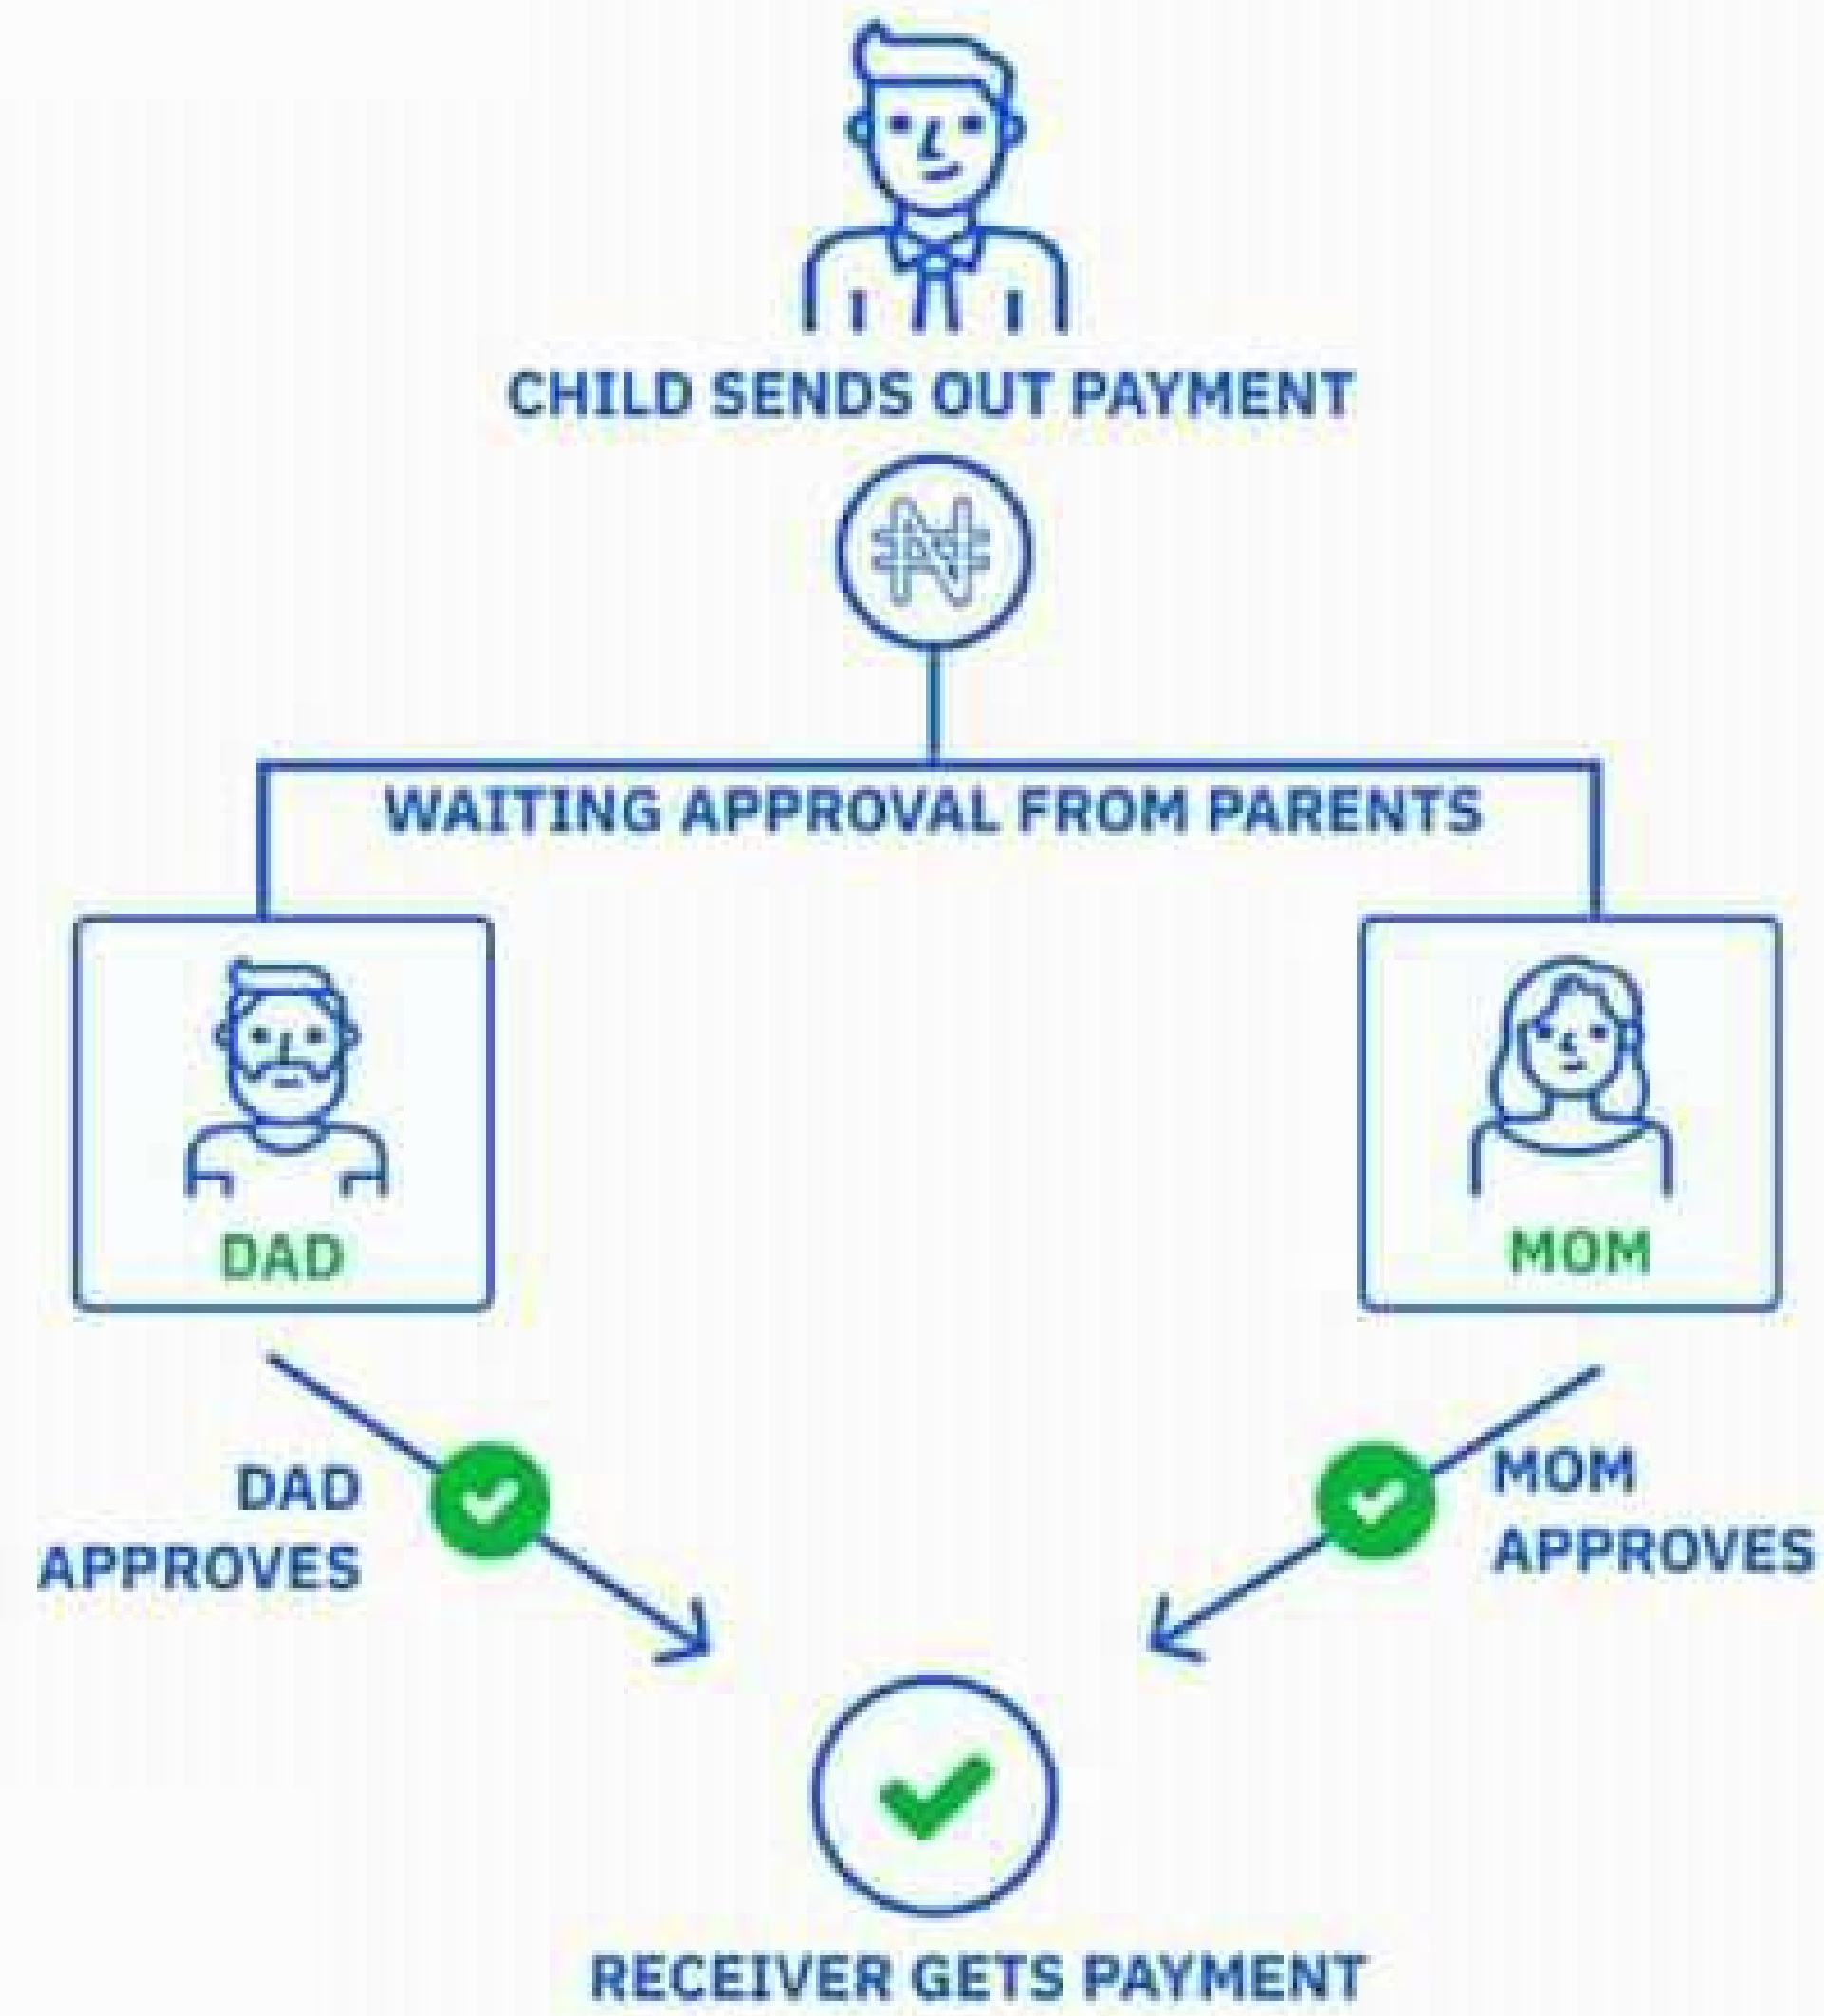 CHILD SENDS OUT PAYMENT
₦
WAITING APPROVAL FROM PARENTS
DAD
MOM
DAD
APPROVES
MOM
APPROVES
RECEIVER GETS PAYMENT